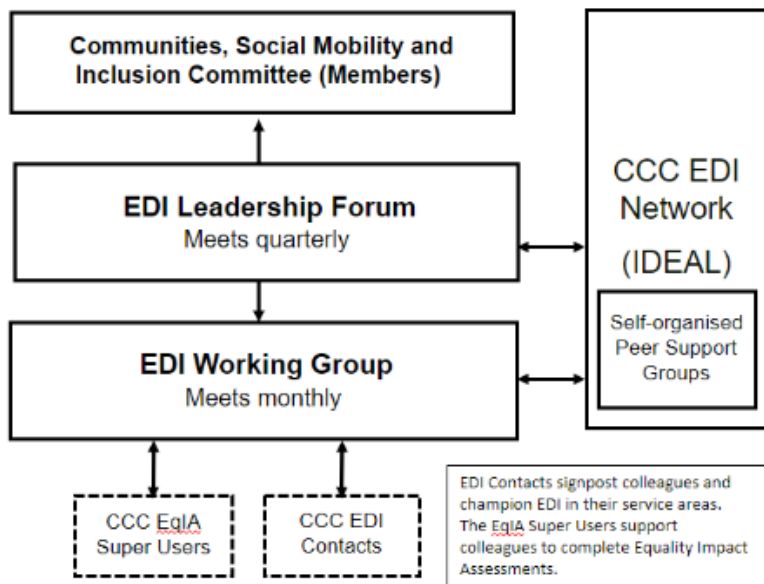 Communities, Social Mobility and
Inclusion Committee (Members)
EDI Leadership Forum
Meets quarterly
EDI Working Group
Meets monthly
CCC EqIA
Super Users
CCC EDI
Contacts
CCC EDI
Network
(IDEAL)
Self-organised
Peer Support
Groups
EDI Contacts signpost colleagues and
champion EDI in their service areas.
The EqIA Super Users support
colleagues to complete Equality Impact
Assessments.